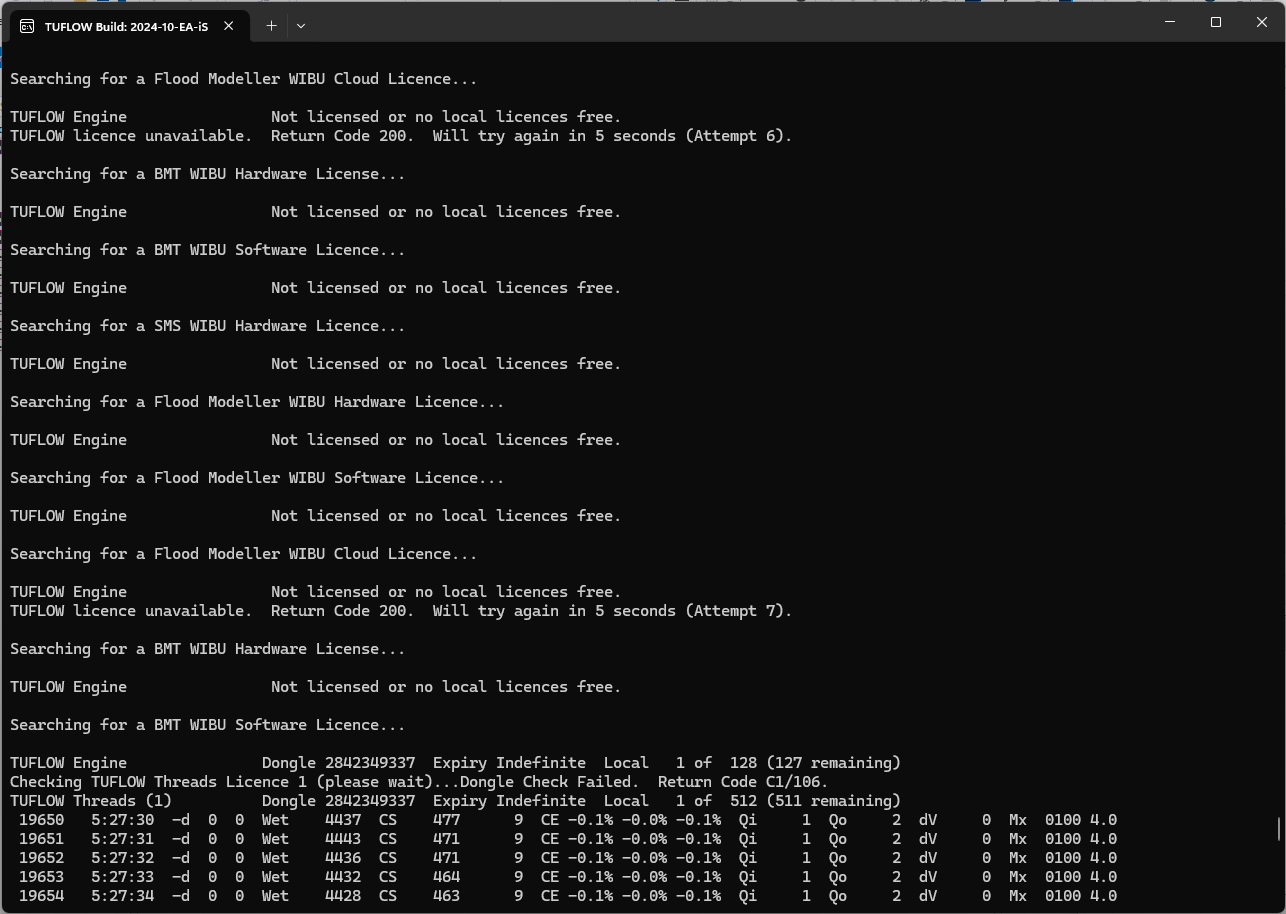 TUFLOW Build: 2024-10-EA-iS
Searching for a Flood Modeller WIBU Cloud Licence...
TUFLOW Engine Not licensed or no local licences free.
TUFLOW licence unavailable. Return Code 200. Will try again in 5 seconds (Attempt 6).
Searching for a BMT WIBU Hardware License...
TUFLOW Engine Not licensed or no local licences free.
Searching for a BMT WIBU Software Licence...
TUFLOW Engine Not licensed or no local licences free.
Searching for a SMS WIBU Hardware Licence...
TUFLOW Engine Not licensed or no local licences free.
Searching for a Flood Modeller WIBU Hardware Licence...
TUFLOW Engine Not licensed or no local licences free.
Searching for a Flood Modeller WIBU Software Licence...
TUFLOW Engine Not licensed or no local licences free.
Searching for a Flood Modeller WIBU Cloud Licence...
TUFLOW Engine Not licensed or no local licences free.
TUFLOW licence unavailable. Return Code 200. Will try again in 5 seconds (Attempt 7).
Searching for a BMT WIBU Hardware License...
TUFLOW Engine Not licensed or no local licences free.
Searching for a BMT WIBU Software Licence...
TUFLOW Engine Dongle 2842349337 Expiry Indefinite Local 1 of 128 (127 remaining)
Checking TUFLOW Threads Licence 1 (please wait)...Dongle Check Failed. Return Code C1/106.
TUFLOW Threads (1) Dongle 2842349337 Expiry Indefinite Local 1 of 512 (511 remaining)
19650 5:27:30 -d 0 0 Wet 4437 CS 477 9 CE -0.1% -0.0% -0.1% Qi 1 Qo 2 dV 0 Mx 0100 4.0
19651 5:27:31 -d 0 0 Wet 4443 CS 471 9 CE -0.1% -0.0% -0.1% Qi 1 Qo 2 dV 0 Mx 0100 4.0
19652 5:27:32 -d 0 0 Wet 4436 CS 471 9 CE -0.1% -0.0% -0.1% Qi 1 Qo 2 dV 0 Mx 0100 4.0
19653 5:27:33 -d 0 0 Wet 4432 CS 464 9 CE -0.1% -0.0% -0.1% Qi 1 Qo 2 dV 0 Mx 0100 4.0
19654 5:27:34 -d 0 0 Wet 4428 CS 463 9 CE -0.1% -0.0% -0.1% Qi 1 Qo 2 dV 0 Mx 0100 4.0